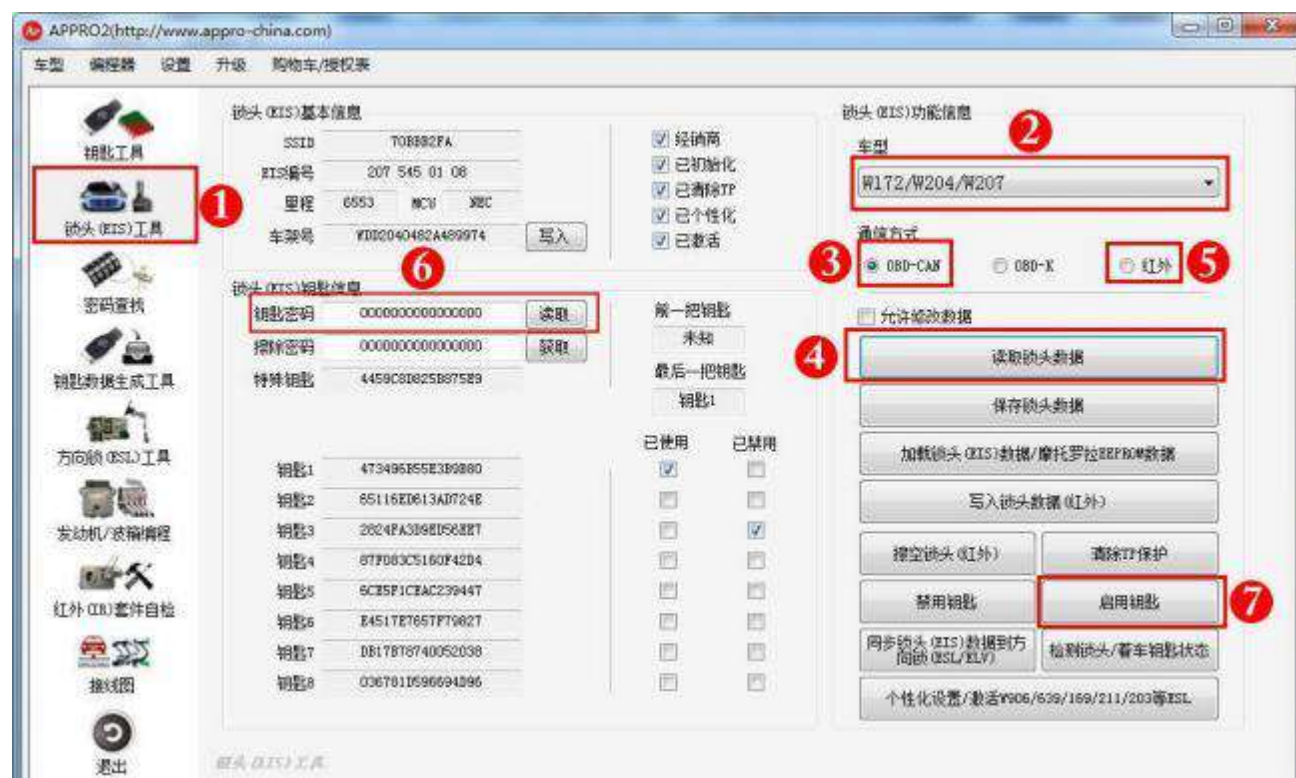 APPRO2(http://www.appro-china.com)
车型 编程器 设置 升级 购物车/授权表
钥匙工具
锁头(EIS)工具
1
密码查找
钥匙数据生成工具
方向锁(ESL)工具
发动机/波箱编程
红外(IR)套件自检
接线图
退出
锁头(EIS)基本信息
SSID
EIS编号 207 545 01 08
里程 6553 MCU NEC
车架号 WDD2040482A489974 写入
经销商
已初始化
已清除TP
已个性化
已激活
6
锁头(EIS)钥匙信息
钥匙密码 0000000000000000 读取
擦除密码 0000000000000000 获取
特殊钥匙 4459C8D825B875E9
前一把钥匙
未知
最后一把钥匙
钥匙1
已使用 已禁用
钥匙1
钥匙2 65116ED613AD724E
钥匙3
钥匙4 87F083C5160F42D4
钥匙5 6CE5F1CEAC239447
钥匙6 E4517E7657F79827
钥匙7 DB17B78740052038
钥匙8 036781D596694D96
锁头(EIS)工具
锁头(EIS)功能信息
2
车型
W172/W204/W207
通信方式
3
OBD-CAN OBD-K 红外
5
允许修改数据
4
读取锁头数据
保存锁头数据
加载锁头(EIS)数据/摩托罗拉EEPROM数据
写入锁头数据(红外)
擦空锁头(红外) 清除TP保护
禁用钥匙 启用钥匙
7
同步锁头(EIS)数据到方向锁(ESL/ELV) 检测锁头/着车钥匙状态
个性化设置/激活W906/639/169/211/203等ESL